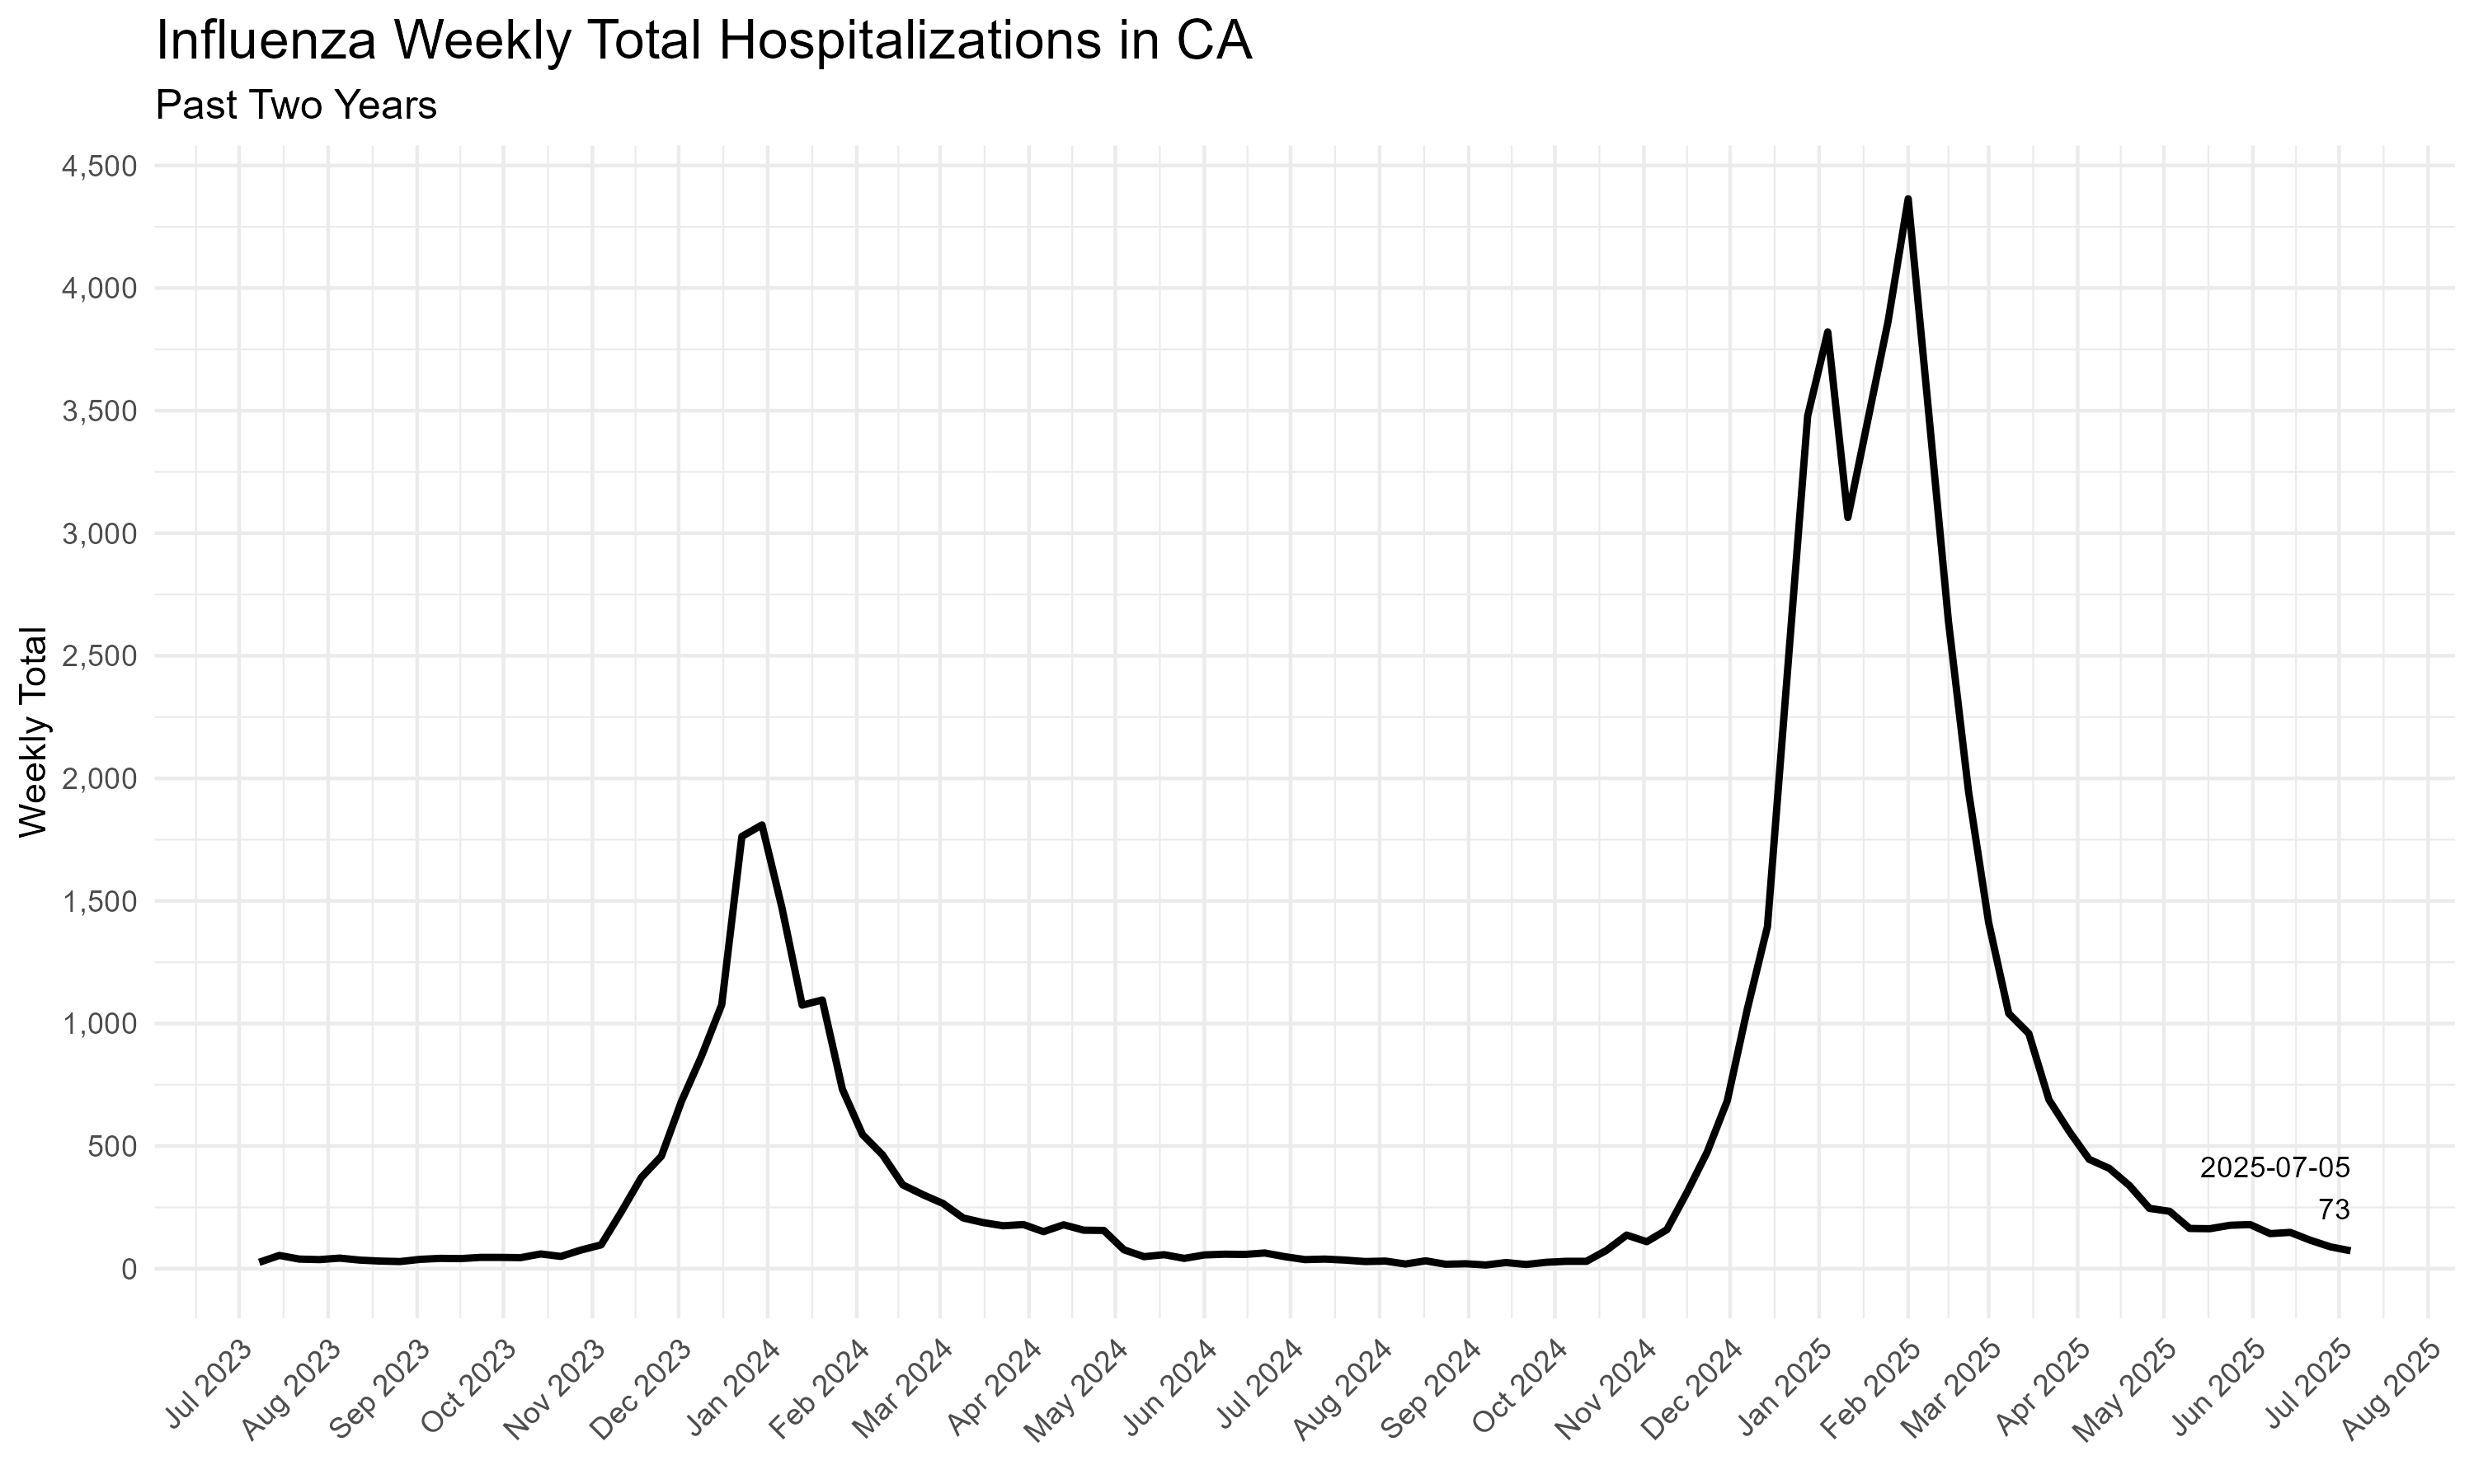 Influenza Weekly Total Hospitalizations in CA
Past Two Years
Weekly Total
4,500
4,000
3,500
3,000
2,500
2,000
1,500
1,000
500
0
2025-07-05
73
Jul 2023
Aug 2023
Sep 2023
Oct 2023
Nov 2023
Dec 2023
Jan 2024
Feb 2024
Mar 2024
Apr 2024
May 2024
Jun 2024
Jul 2024
Aug 2024
Sep 2024
Oct 2024
Nov 2024
Dec 2024
Jan 2025
Feb 2025
Mar 2025
Apr 2025
May 2025
Jun 2025
Jul 2025
Aug 2025